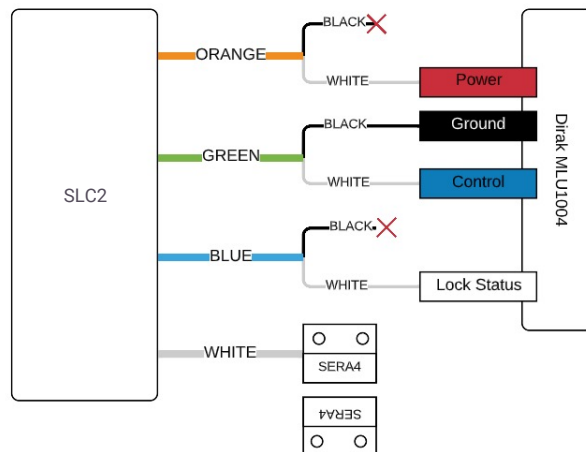 BLACK
ORANGE
WHITE
Power
BLACK
Ground
GREEN
WHITE
Control
SLC2
Dirak MLU1004
BLACK
BLUE
WHITE
Lock Status
WHITE
SERA4
SERA4